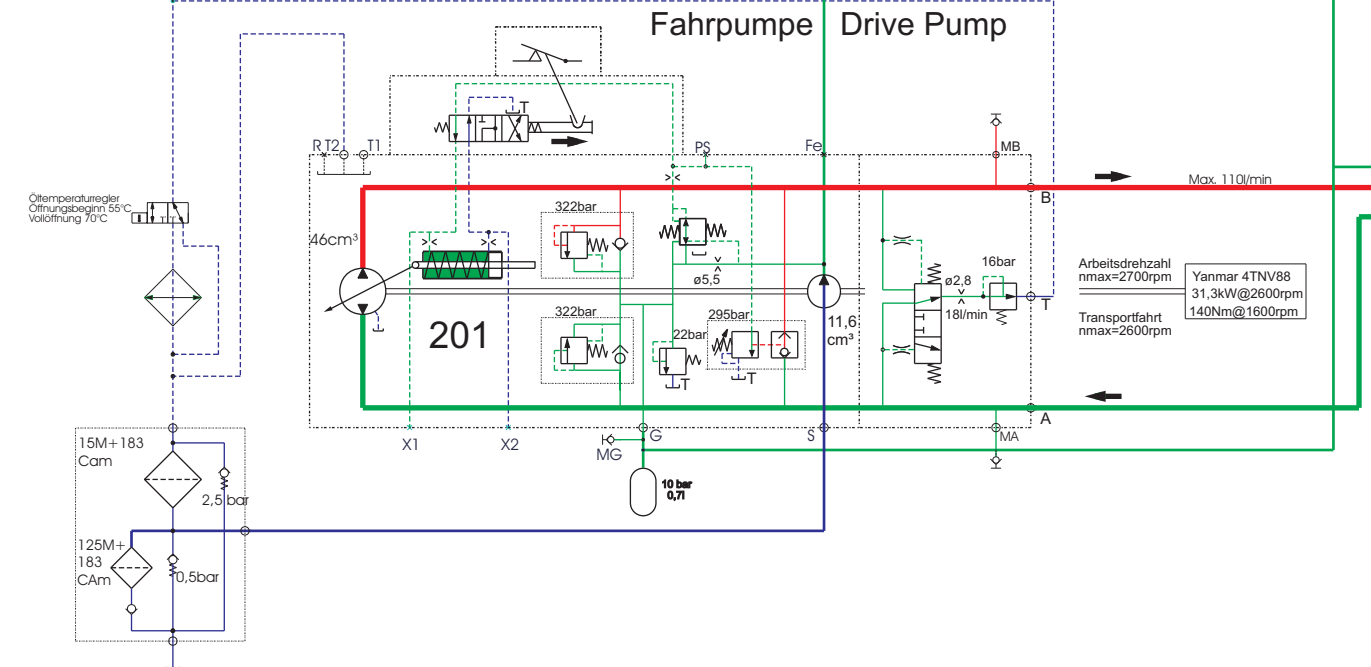 Fahrpumpe
Drive Pump
T
R
T2
T1
PS
Fe
MB
Max. 110l/min
B
Öltemperaturregler
Öffnungsbeginn 55°C
Vollöffnung 70°C
46cm³
322bar
ø5,5
16bar
ø2,8
18l/min
T
Arbeitsdrehzahl
nmax=2700rpm
Transportfahrt
nmax=2600rpm
Yanmar 4TNV88
31,3kW@2600rpm
140Nm@1600rpm
201
322bar
22bar
T
295bar
T
11,6
cm³
A
X1
X2
MG
G
S
MA
15M+183
Cam
2,5 bar
10 bar
0,7l
125M+
183
CAm
0,5bar